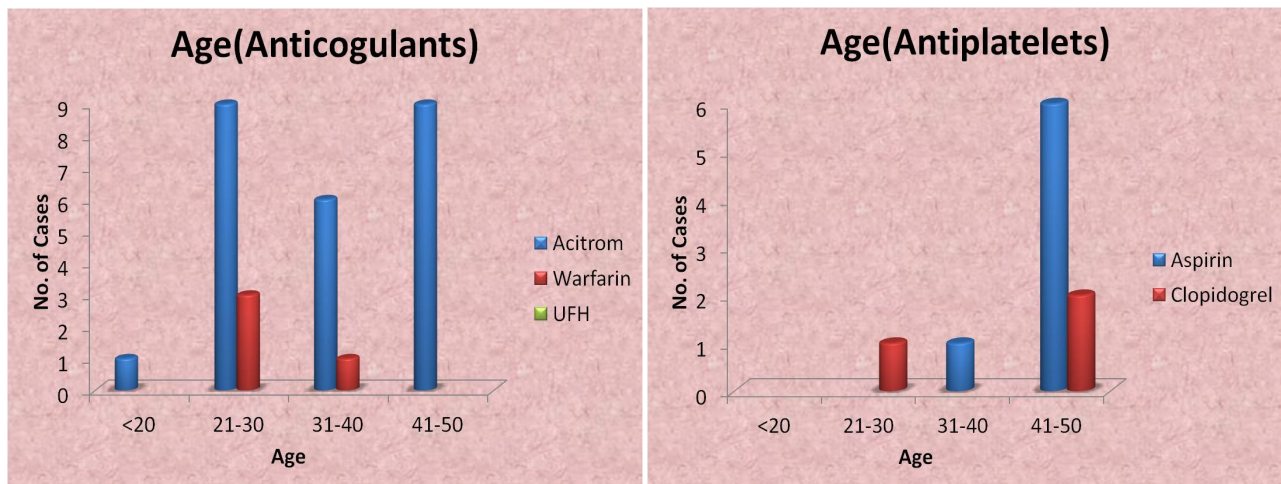 Age(Anticogulants)
No. of Cases
9
8
7
6
5
4
3
2
1
0
<20 21-30 31-40 41-50
Age
Acitrom
Warfarin
UFH
Age(Antiplatelets)
No. of Cases
6
5
4
3
2
1
0
<20 21-30 31-40 41-50
Age
Aspirin
Clopidogrel